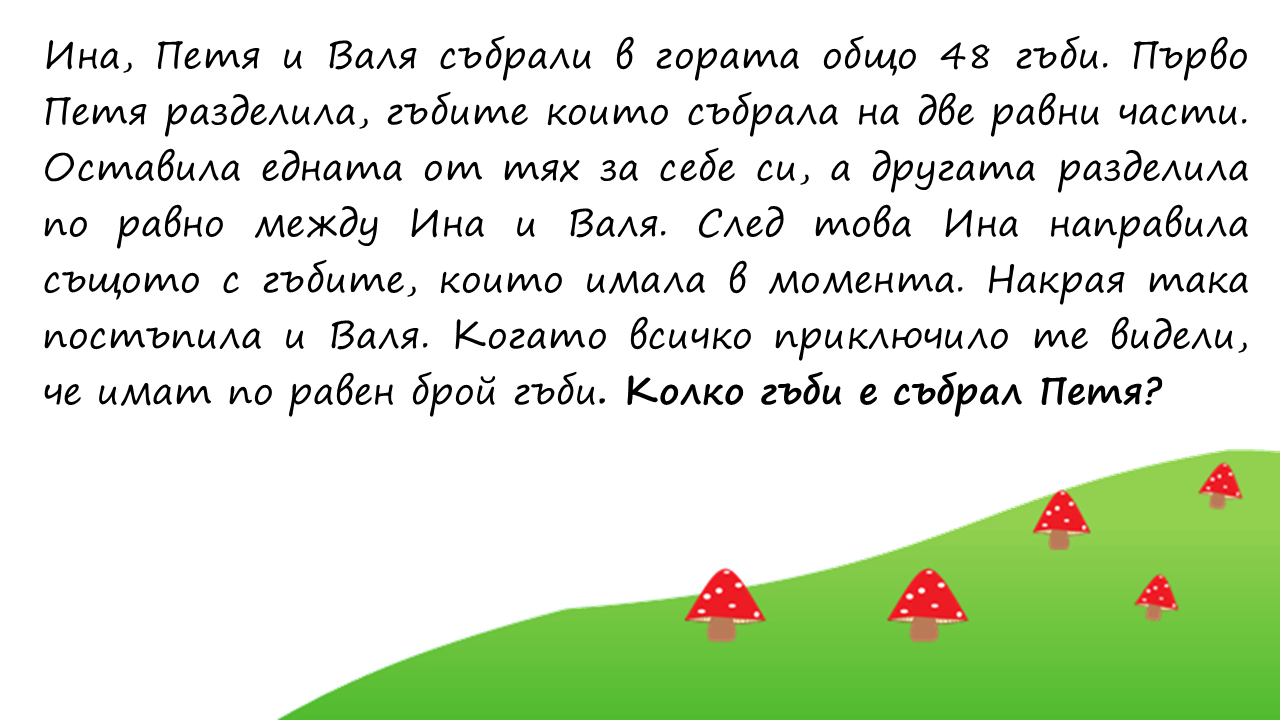 Ина, Петя и Валя събрали в гората общо 48 гъби. Първо
Петя разделила, гъбите които събрала на две равни части.
Оставила едната от тях за себе си, а другата разделила
по равно между Ина и Валя. След това Ина направила
същото с гъбите, които имала в момента. Накрая така
постъпила и Валя. Когато всичко приключило те видели,
че имат по равен брой гъби. Колко гъби е събрал Петя?